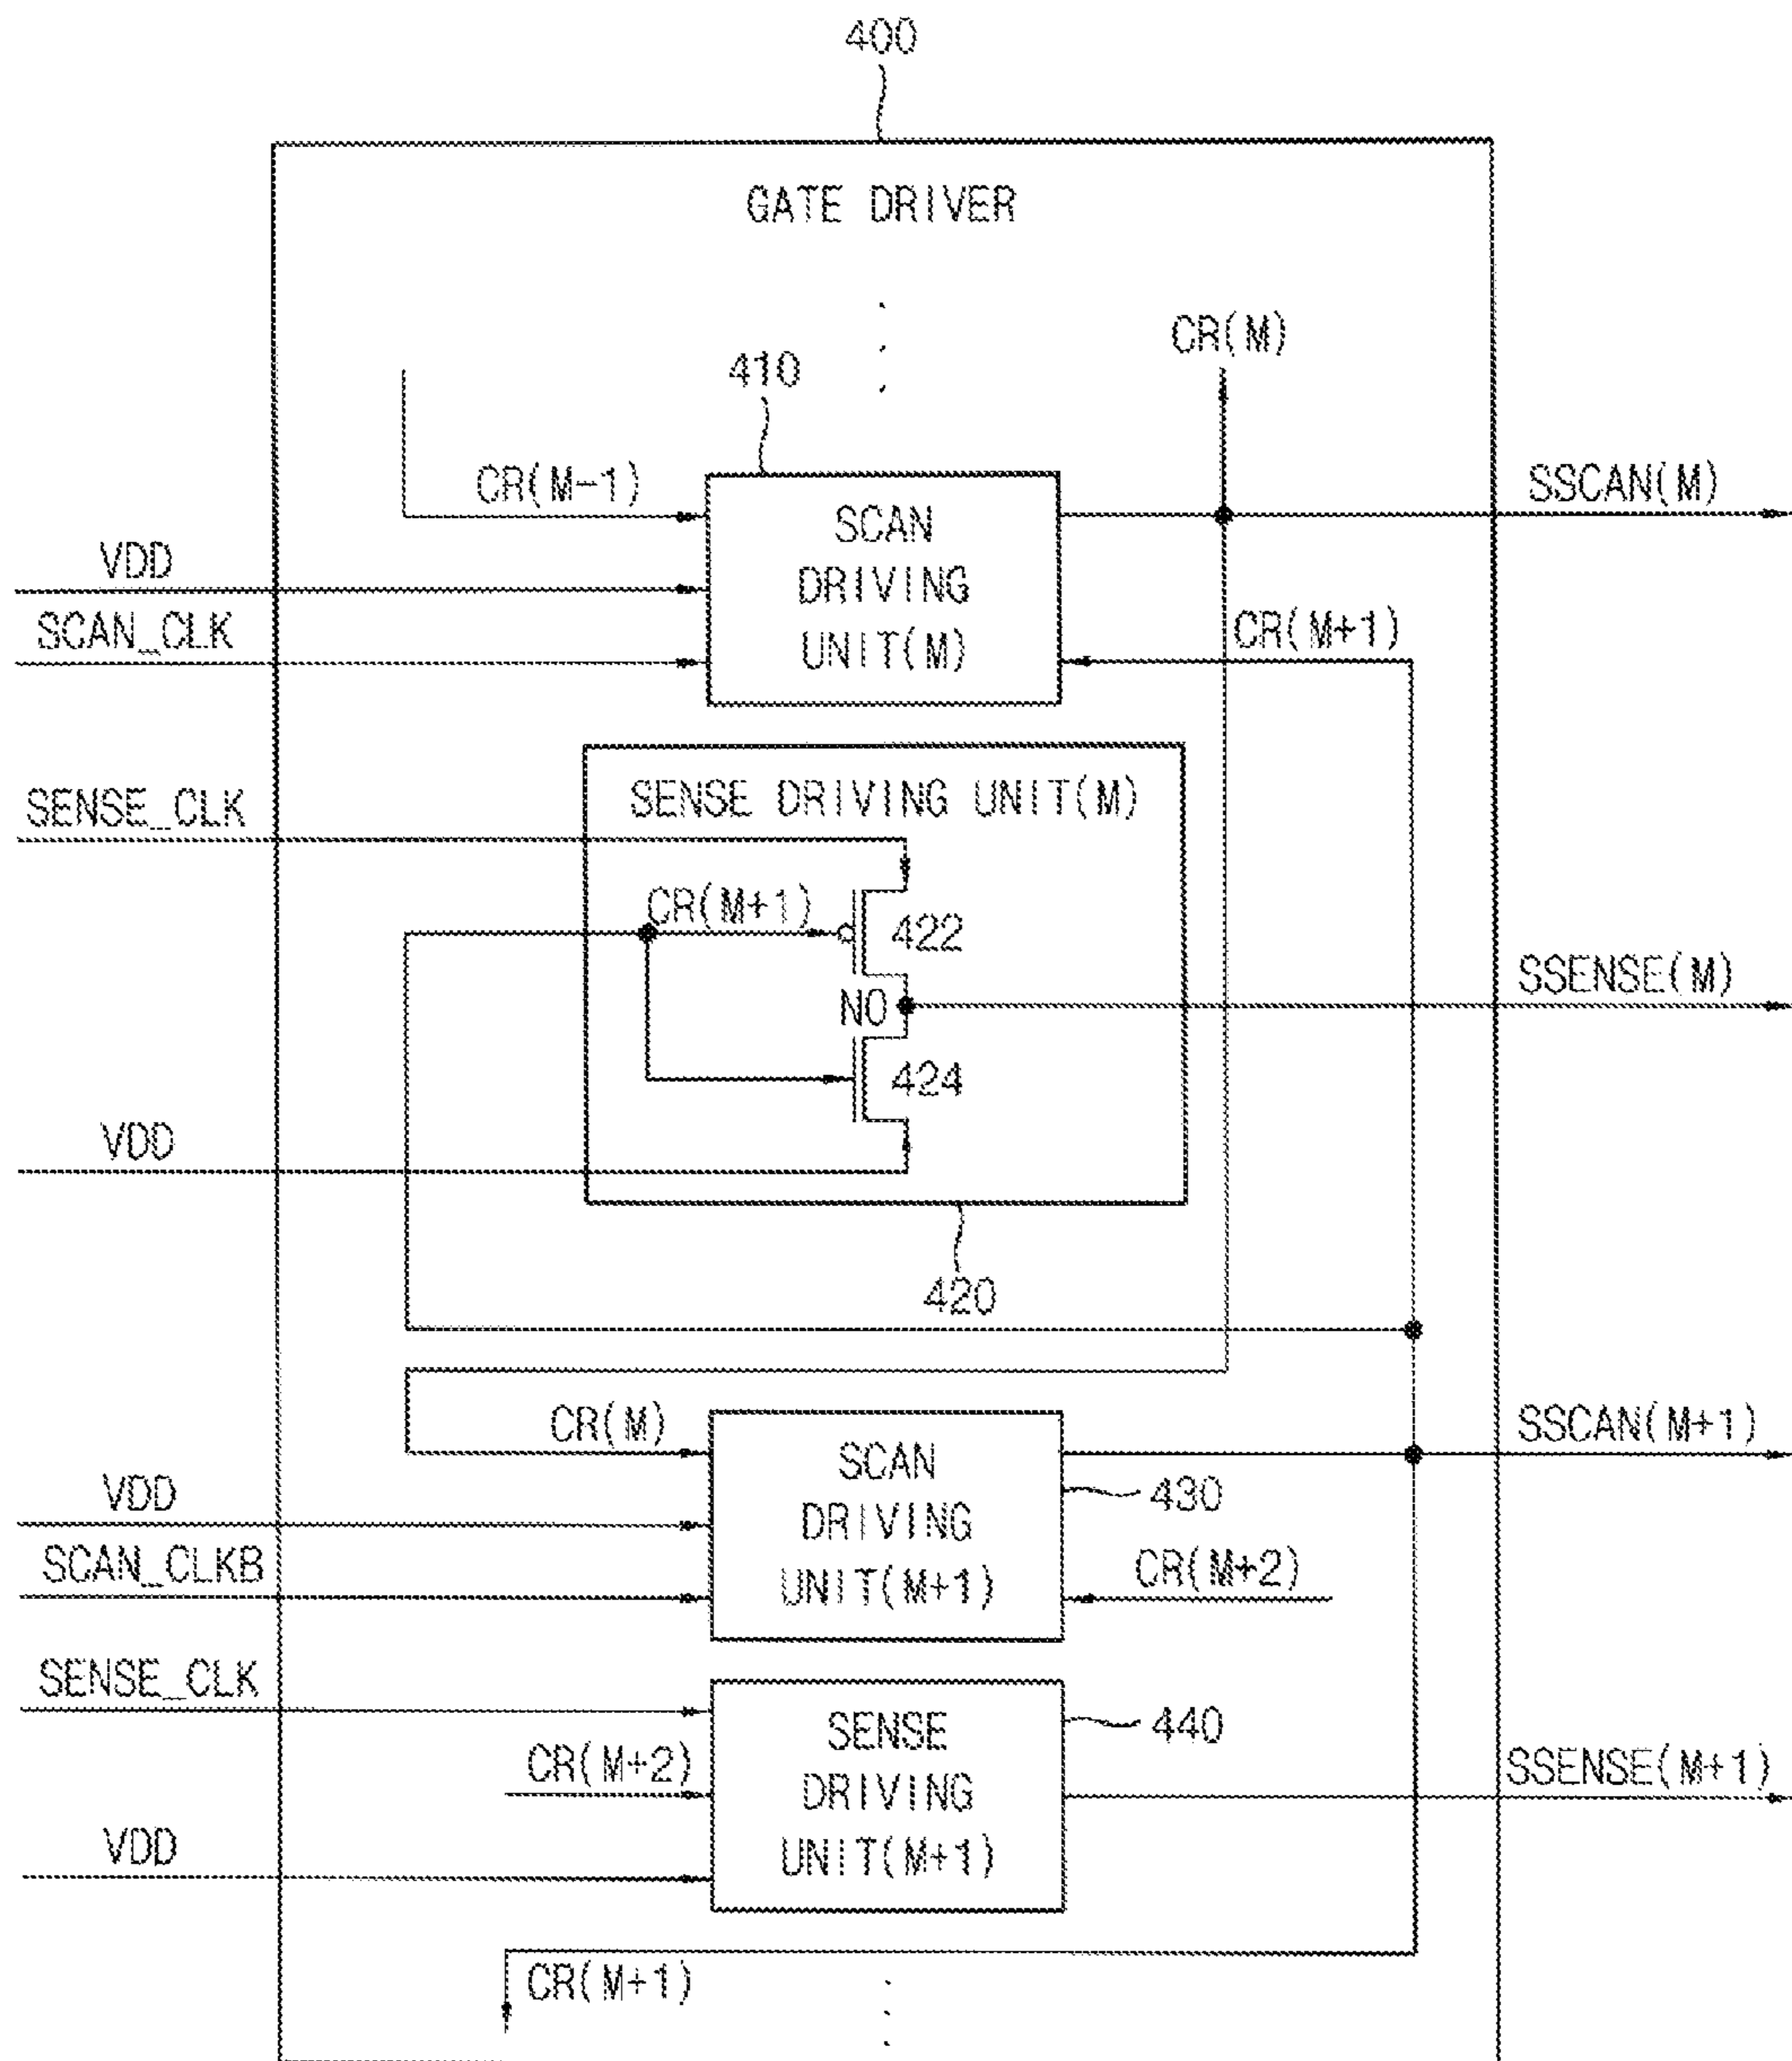 400
GATE DRIVER
CR(M)
410
CR(M-1)
SCAN
DRIVING
UNIT(M)
SSCAN(M)
VDD
SCAN_CLK
CR(M+1)
SENSE_CLK
SENSE DRIVING UNIT(M)
CR(M+1)
422
NO
SSENSE(M)
424
VDD
420
CR(M)
SCAN
DRIVING
UNIT(M+1)
SSCAN(M+1)
430
VDD
SCAN_CLKB
CR(M+2)
SENSE_CLK
SENSE
DRIVING
UNIT(M+1)
440
CR(M+2)
SSENSE(M+1)
VDD
CR(M+1)